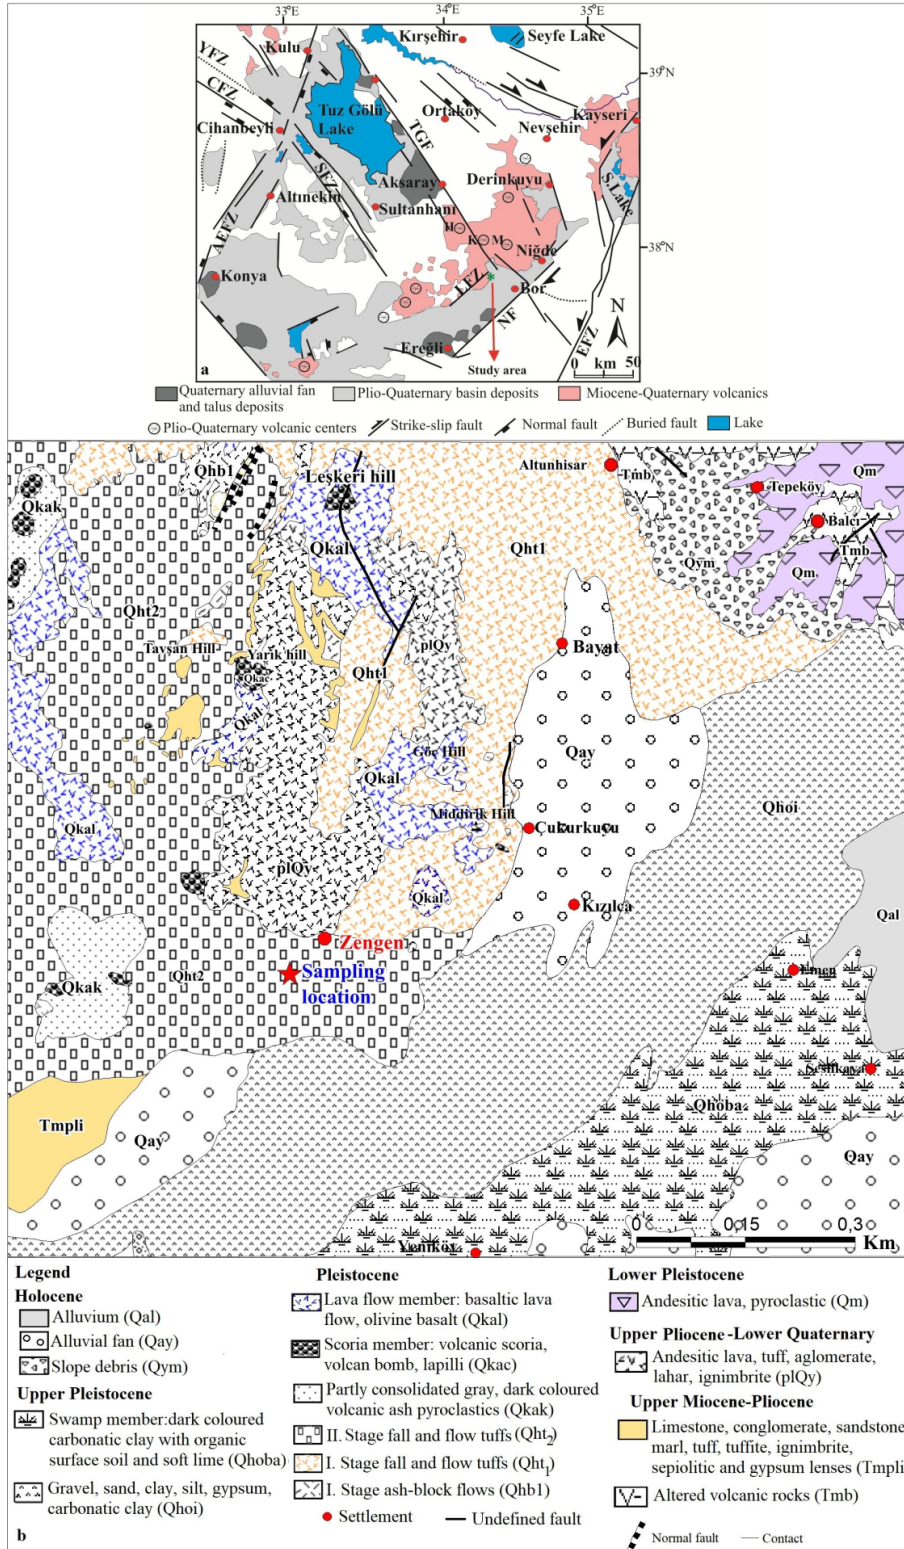 33°E
34°E
35°E
Kırşehir
Seyfe Lake
Kulu
YFZ
39°N
CFZ
Tuz Gölü
Lake
Ortaköy
Kayseri
Cihanbeyli
TGF
Nevşehir
SFZ
Aksaray
Derinkuyu
S.Lake
Altınekin
Sultanhanı
AEFZ
H
K
M
Niğde
38°N
Konya
LFZ
Bor
N
NF
EFZ
Ereğli
0
km
50
a
Study area
Quaternary alluvial fan
and talus deposits
Plio-Quaternary basin deposits
Miocene-Quaternary volcanics
Plio-Quaternary volcanic centers
Strike-slip fault
Normal fault
Buried fault
Lake
Qhb1
Leşkeri hill
Altunhisar
Tmb
Qm
Tepeköy
Qkak
Balcı
Qkal
Qht1
Qym
Tmb
Qm
Qht2
Tavşan Hill
Yarık hill
plQy
Bayat
Qkac
Qht1
Qkal
Göç Hill
Qay
Qkal
Qhoi
Middirik Hill
Qkal
Çukurkuyu
plQy
Qkal
Kızılca
Qal
Zengen
Qht2
Sampling
location
Emen
Qkak
Seslikaya
Qhoba
Tmpli
Qay
Qay
0
0.15
0.3
Km
Yeniköy
Legend
Holocene
Alluvium (Qal)
Alluvial fan (Qay)
Slope debris (Qym)
Upper Pleistocene
Swamp member:dark coloured
carbonatic clay with organic
surface soil and soft lime (Qhoba)
Gravel, sand, clay, silt, gypsum,
carbonatic clay (Qhoi)
b
Pleistocene
Lava flow member: basaltic lava
flow, olivine basalt (Qkal)
Scoria member: volcanic scoria,
volcan bomb, lapilli (Qkac)
Partly consolidated gray, dark coloured
volcanic ash pyroclastics (Qkak)
II. Stage fall and flow tuffs (Qht2)
I. Stage fall and flow tuffs (Qht1)
I. Stage ash-block flows (Qhb1)
Settlement
Undefined fault
Lower Pleistocene
Andesitic lava, pyroclastic (Qm)
Upper Pliocene-Lower Quaternary
Andesitic lava, tuff, aglomerate,
lahar, ignimbrite (plQy)
Upper Miocene-Pliocene
Limestone, conglomerate, sandstone
marl, tuff, tuffite, ignimbrite,
sepiolitic and gypsum lenses (Tmpli)
Altered volcanic rocks (Tmb)
Normal fault
Contact